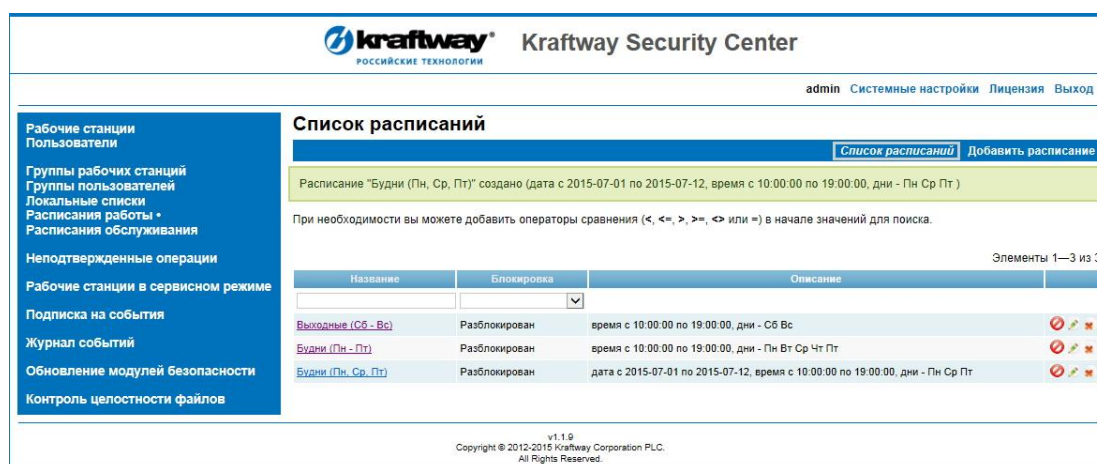 kraftway® Kraftway Security Center
РОССИЙСКИЕ ТЕХНОЛОГИИ
admin Системные настройки Лицензия Выход
Рабочие станции
Пользователи
Группы рабочих станций
Группы пользователей
Локальные списки
Расписания работы •
Расписания обслуживания
Неподтвержденные операции
Рабочие станции в сервисном режиме
Подписка на события
Журнал событий
Обновление модулей безопасности
Контроль целостности файлов
Список расписаний
Список расписаний Добавить расписание
Расписание "Будни (Пн, Ср, Пт)" создано (дата с 2015-07-01 по 2015-07-12, время с 10:00:00 по 19:00:00, дни - Пн Ср Пт )
При необходимости вы можете добавить операторы сравнения (<, <=, >, >=, <> или =) в начале значений для поиска.
Элементы 1—3 из
Название Блокировка Описание
Выходные (Сб - Вс) Разблокирован время с 10:00:00 по 19:00:00, дни - Сб Вс
Будни (Пн - Пт) Разблокирован время с 10:00:00 по 19:00:00, дни - Пн Вт Ср Чт Пт
Будни (Пн, Ср, Пт) Разблокирован дата с 2015-07-01 по 2015-07-12, время с 10:00:00 по 19:00:00, дни - Пн Ср Пт
v1.1.9
Copyright © 2012-2015 Kraftway Corporation PLC.
All Rights Reserved.